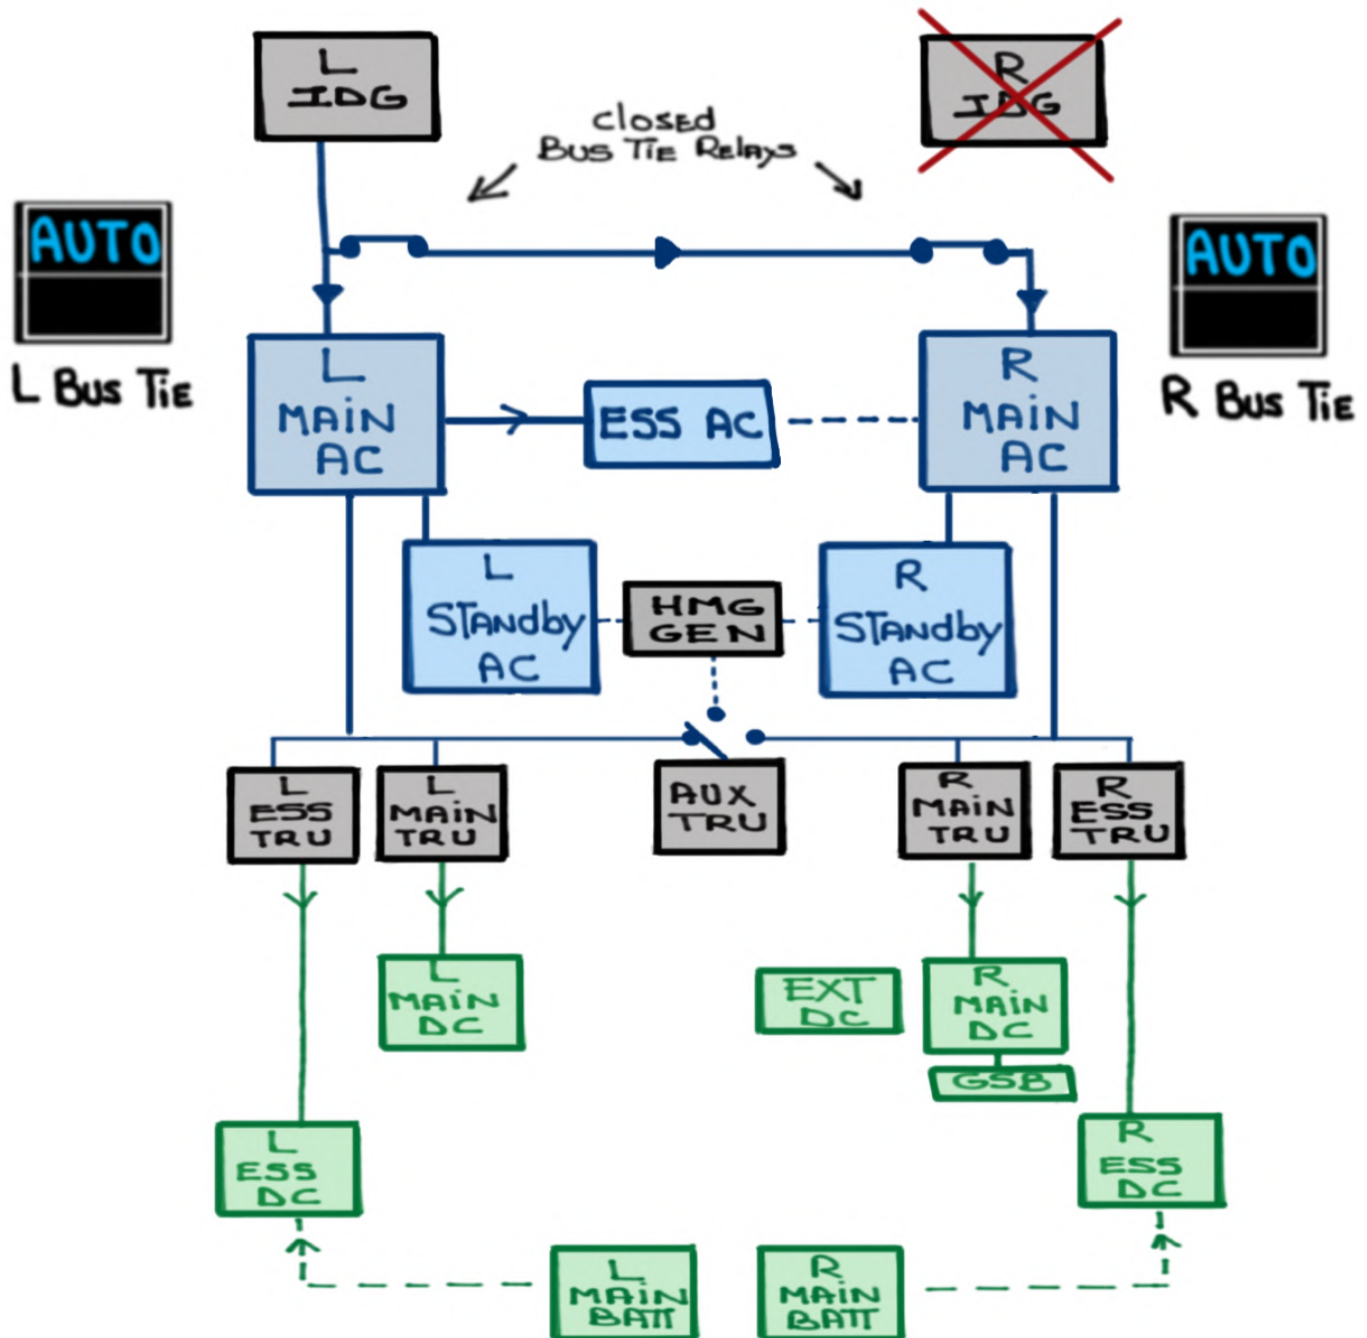 L
IDG
R
IDG
Closed
Bus Tie Relays
AUTO
L Bus Tie
AUTO
R Bus Tie
L
MAiN
AC
ESS AC
R
MAiN
AC
L
STANdby
AC
HMG
GEN
R
STANdby
AC
L
ESS
TRU
L
MAiN
TRU
AUX
TRU
R
MAiN
TRU
R
ESS
TRU
L
MAiN
DC
EXT
DC
R
MAiN
DC
GSB
L
ESS
DC
R
ESS
DC
L
MAiN
BATT
R
MAiN
BATT